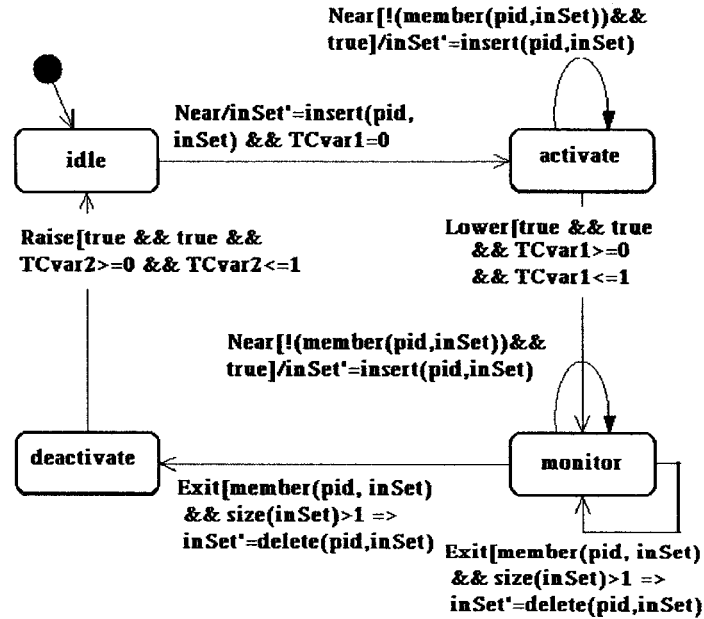 Near[!(member(pid,inSet))&&
true]/inSet'=insert(pid,inSet)
Near/inSet'=insert(pid,
inSet) && TCvar1=0
idle
activate
Raise[true && true &&
TCvar2>=0 && TCvar2<=1
Lower[true && true
&& TCvar1>=0
&& TCvar1<=1
Near[!(member(pid,inSet))&&
true]/inSet'=insert(pid,inSet)
deactivate
monitor
Exit[member(pid, inSet)
&& size(inSet)>1 =>
inSet'=delete(pid,inSet)
Exit[member(pid, inSet)
&& size(inSet)>1 =>
inSet'=delete(pid,inSet)